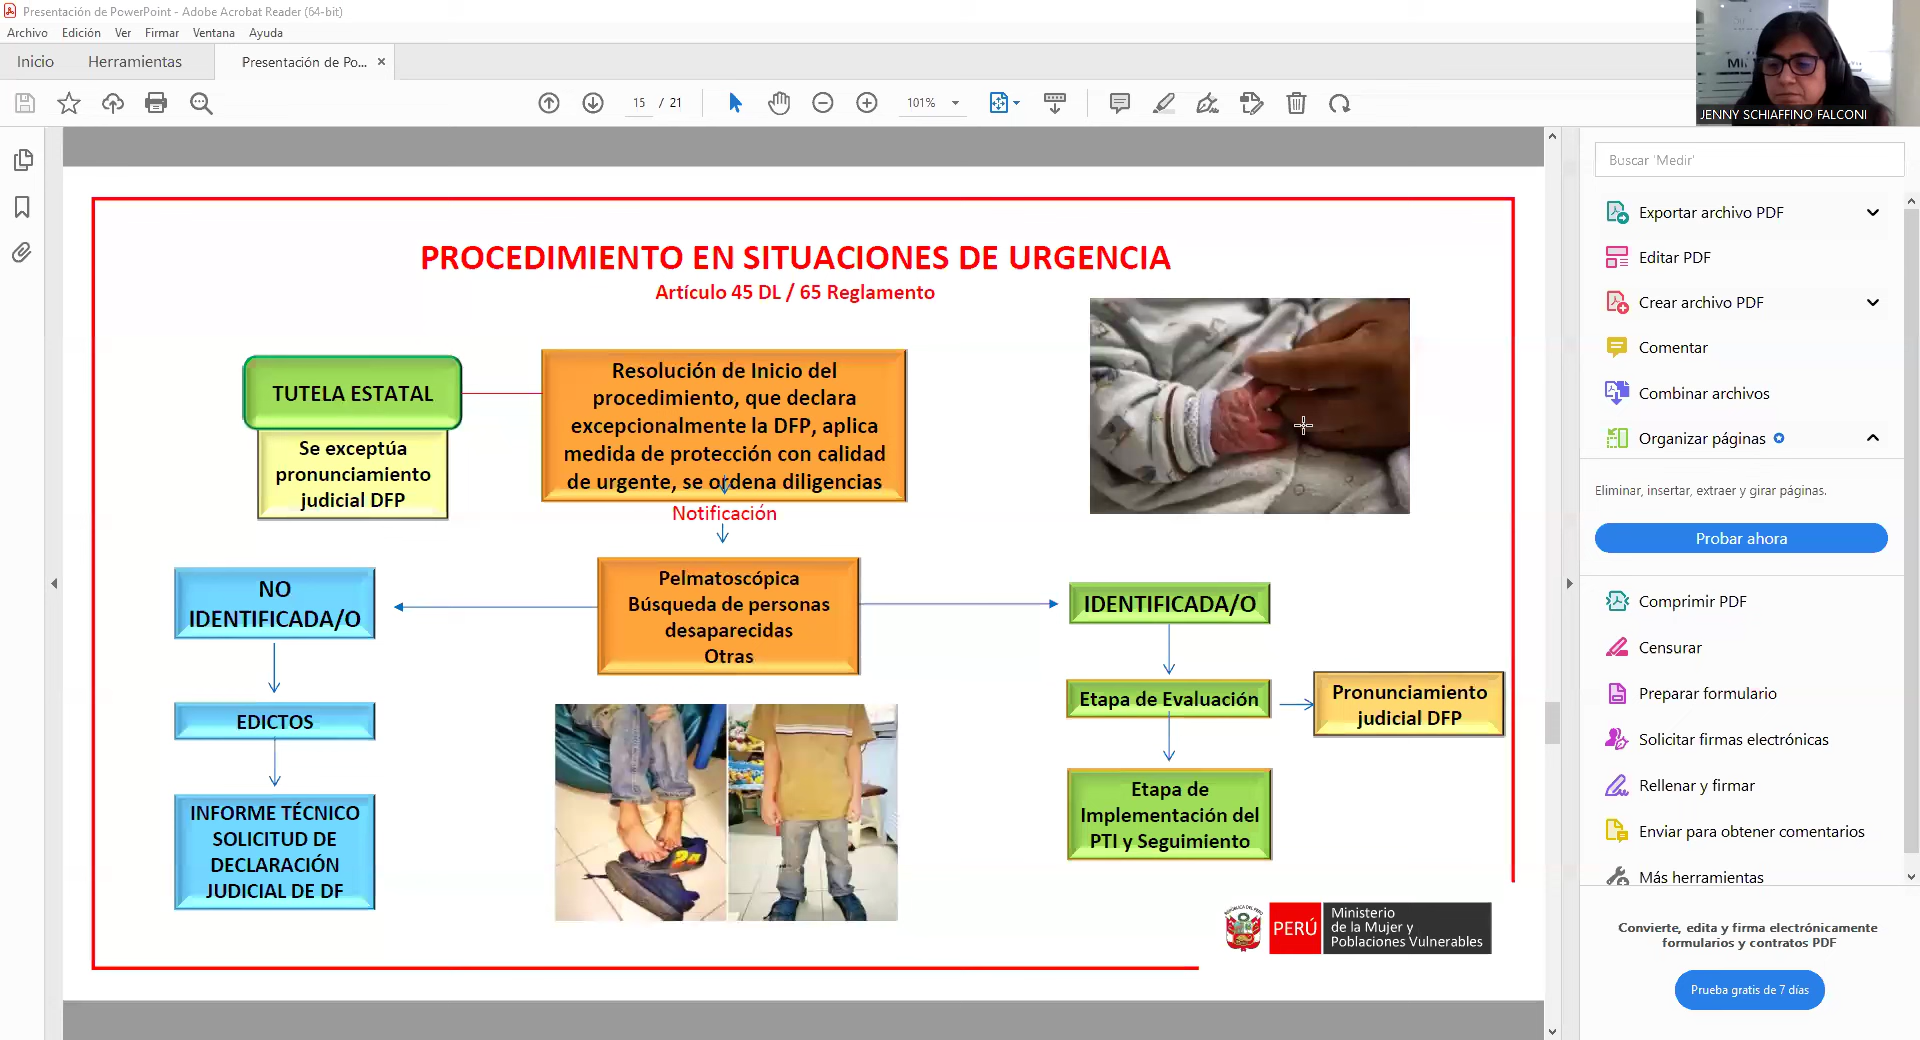 Presentación de PowerPoint - Adobe Acrobat Reader (64-bit)
Archivo Edición Ver Firmar Ventana Ayuda
Inicio Herramientas Presentación de Po... ×
15 / 21 101%
JENNY SCHIAFFINO FALCONI
PROCEDIMIENTO EN SITUACIONES DE URGENCIA
Artículo 45 DL / 65 Reglamento
TUTELA ESTATAL
Se exceptúa
pronunciamiento
judicial DFP
Resolución de Inicio del
procedimiento, que declara
excepcionalmente la DFP, aplica
medida de protección con calidad
de urgente, se ordena diligencias
Notificación
Pelmatoscópica
Búsqueda de personas
desaparecidas
Otras
NO
IDENTIFICADA/O
EDICTOS
INFORME TÉCNICO
SOLICITUD DE
DECLARACIÓN
JUDICIAL DE DF
IDENTIFICADA/O
Etapa de Evaluación
Pronunciamiento
judicial DFP
Etapa de
Implementación del
PTI y Seguimiento
PERÚ
Ministerio
de la Mujer y
Poblaciones Vulnerables
Buscar 'Medir'
Exportar archivo PDF
Editar PDF
Crear archivo PDF
Comentar
Combinar archivos
Organizar páginas
Eliminar, insertar, extraer y girar páginas.
Probar ahora
Comprimir PDF
Censurar
Preparar formulario
Solicitar firmas electrónicas
Rellenar y firmar
Enviar para obtener comentarios
Más herramientas
Convierte, edita y firma electrónicamente
formularios y contratos PDF
Prueba gratis de 7 días